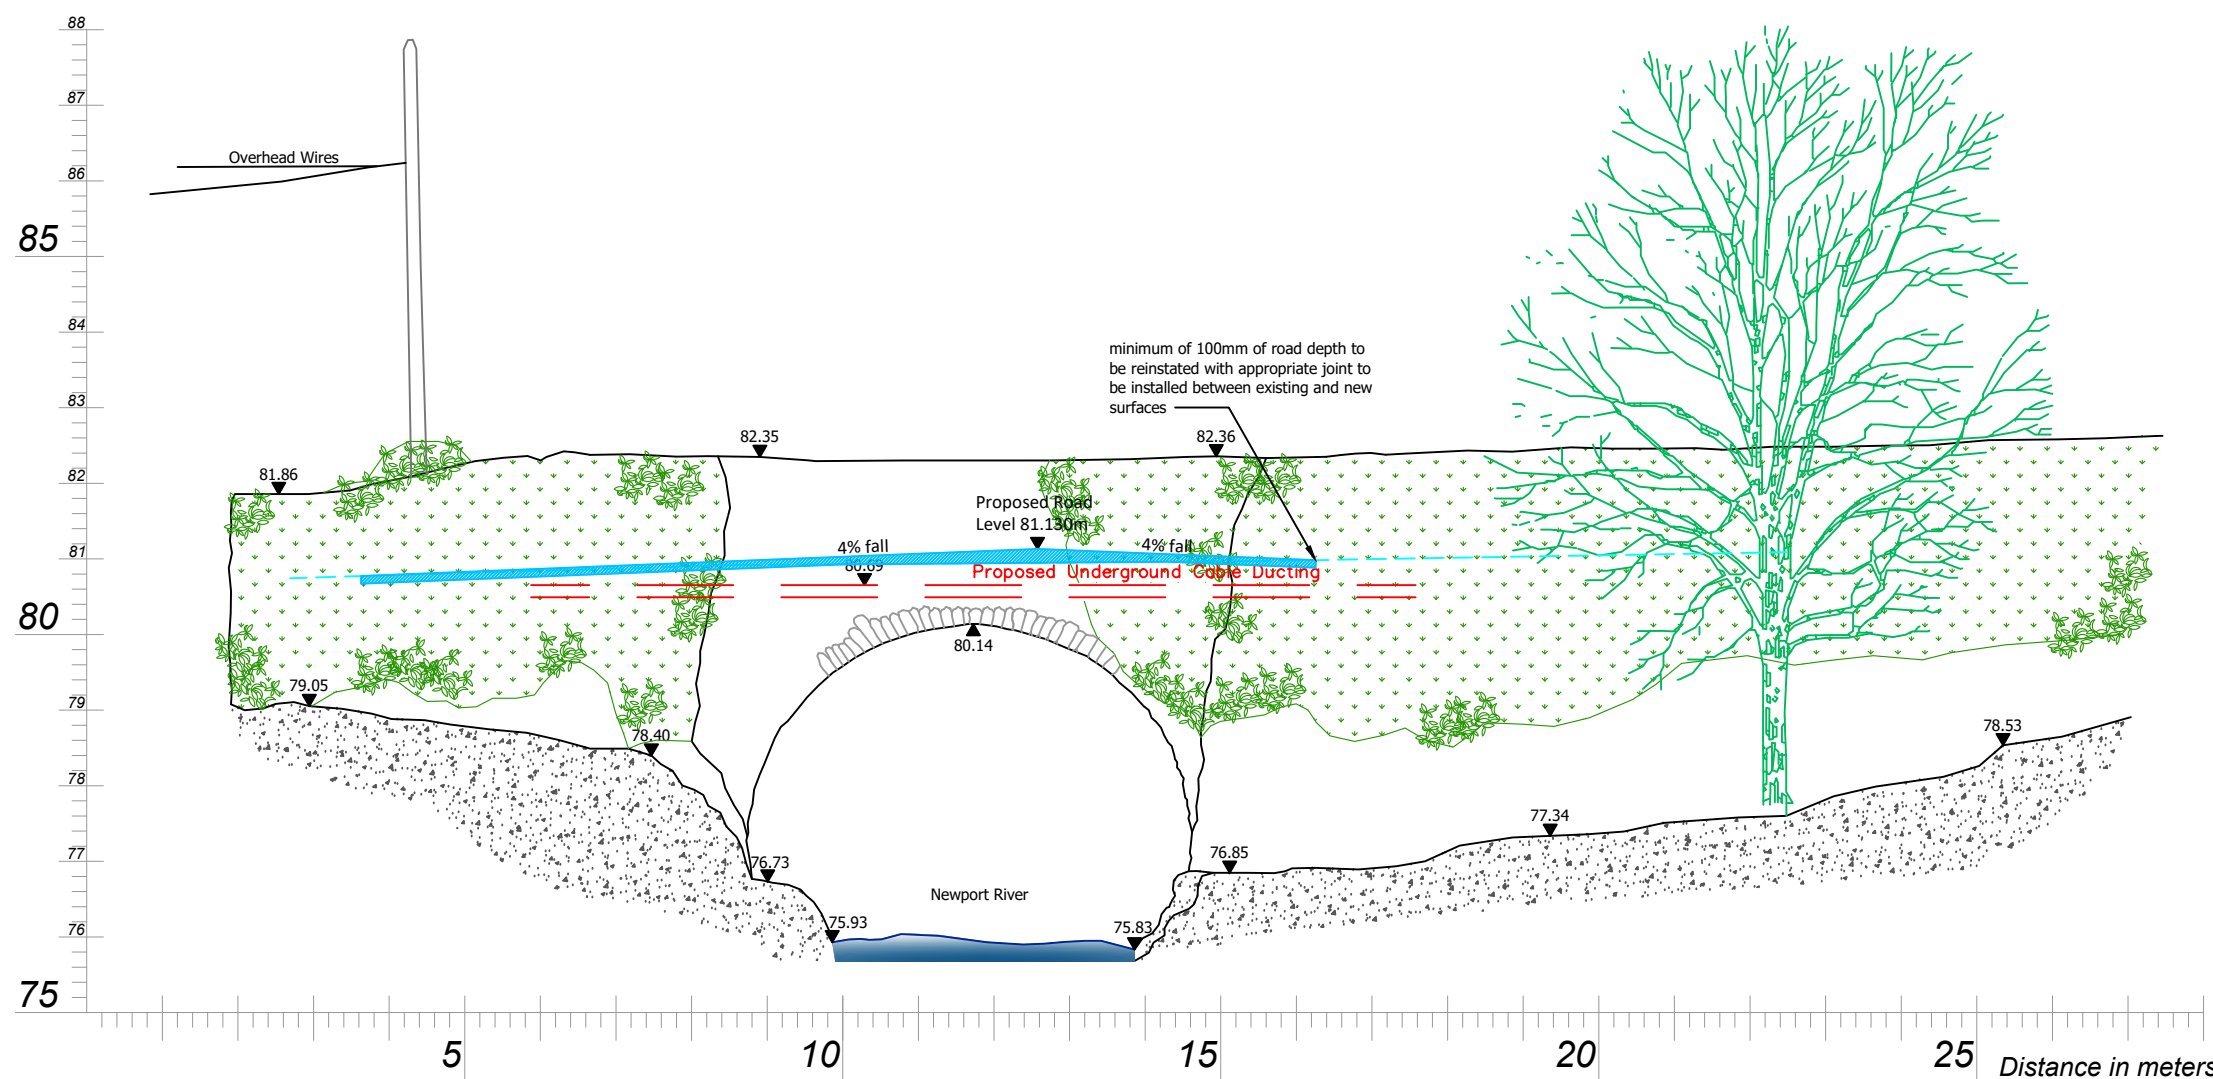 88
87
Overhead Wires
86
85
84
minimum of 100mm of road depth to
be reinstated with appropriate joint to
be installed between existing and new
surfaces
83
82.35
82.36
81.86
82
Proposed Road
Level 81.130m
4% fall
4% fall
81
80.69
Proposed Underground Cable Ducting
80
80.14
79.05
79
78.40
78.53
78
77.34
77
76.73
76.85
Newport River
75.93
75.83
76
75
5
10
15
20
25
Distance in meters